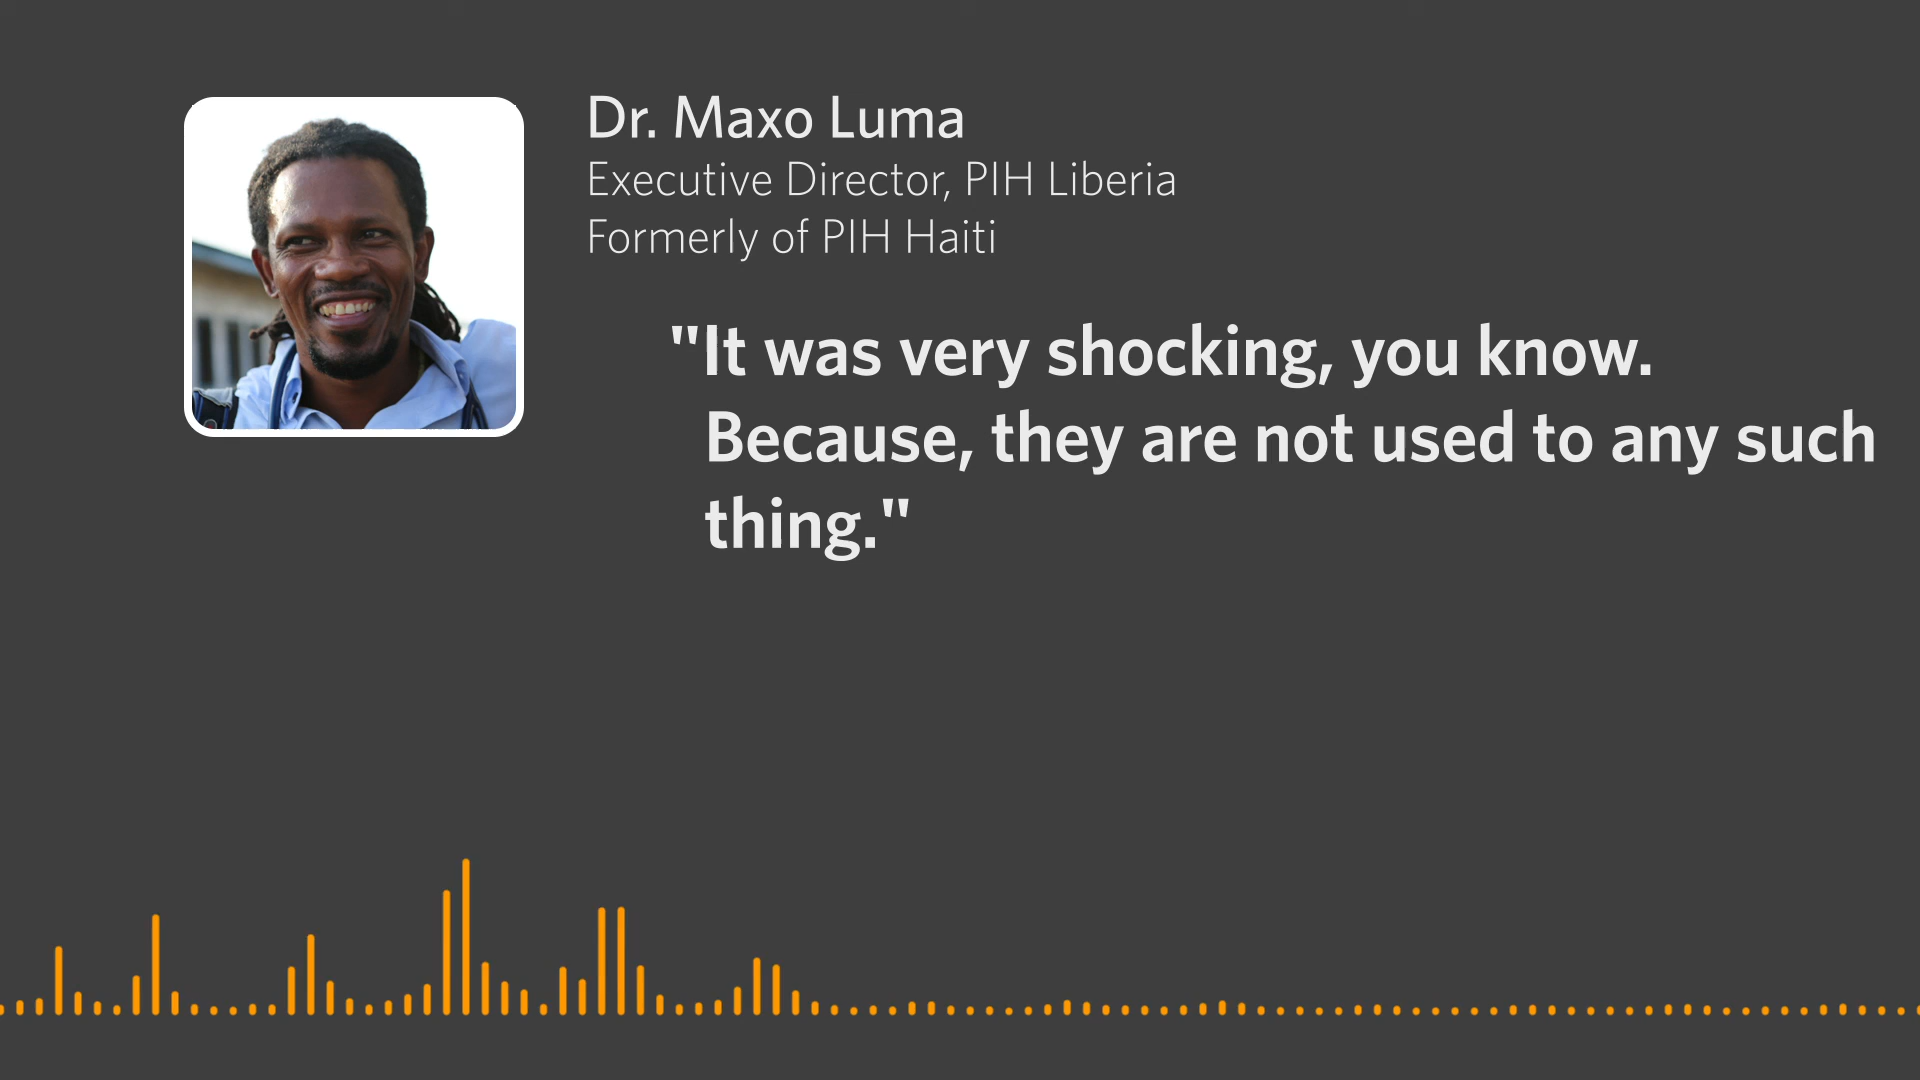 Dr. Maxo Luma
Executive Director, PIH Liberia
Formerly of PIH Haiti
"It was very shocking, you know.
Because, they are not used to any such
thing."